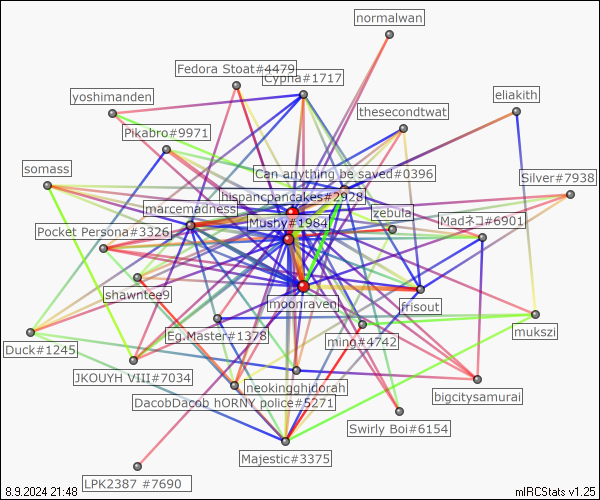 normalwan
Fedora Stoat#4479
Cypha#1717
yoshimanden
eliakith
thesecondtwat
Pikabro#9971
somass
Can anything be saved#0396
Silver#7938
hispancpancakes#2928
marcemadness
zebula
Mushy#1984
Madネコ#6901
Pocket Persona#3326
shawntee9
moonraven
frisout
Eg.Master#1378
ming#4742
mukszi
Duck#1245
JKOUYH VIII#7034
neokingghidorah
bigcitysamurai
DacobDacob hORNY police#5271
Swirly Boi#6154
Majestic#3375
LPK2387 #7690
8.9.2024 21:48
mIRCStats v1.25